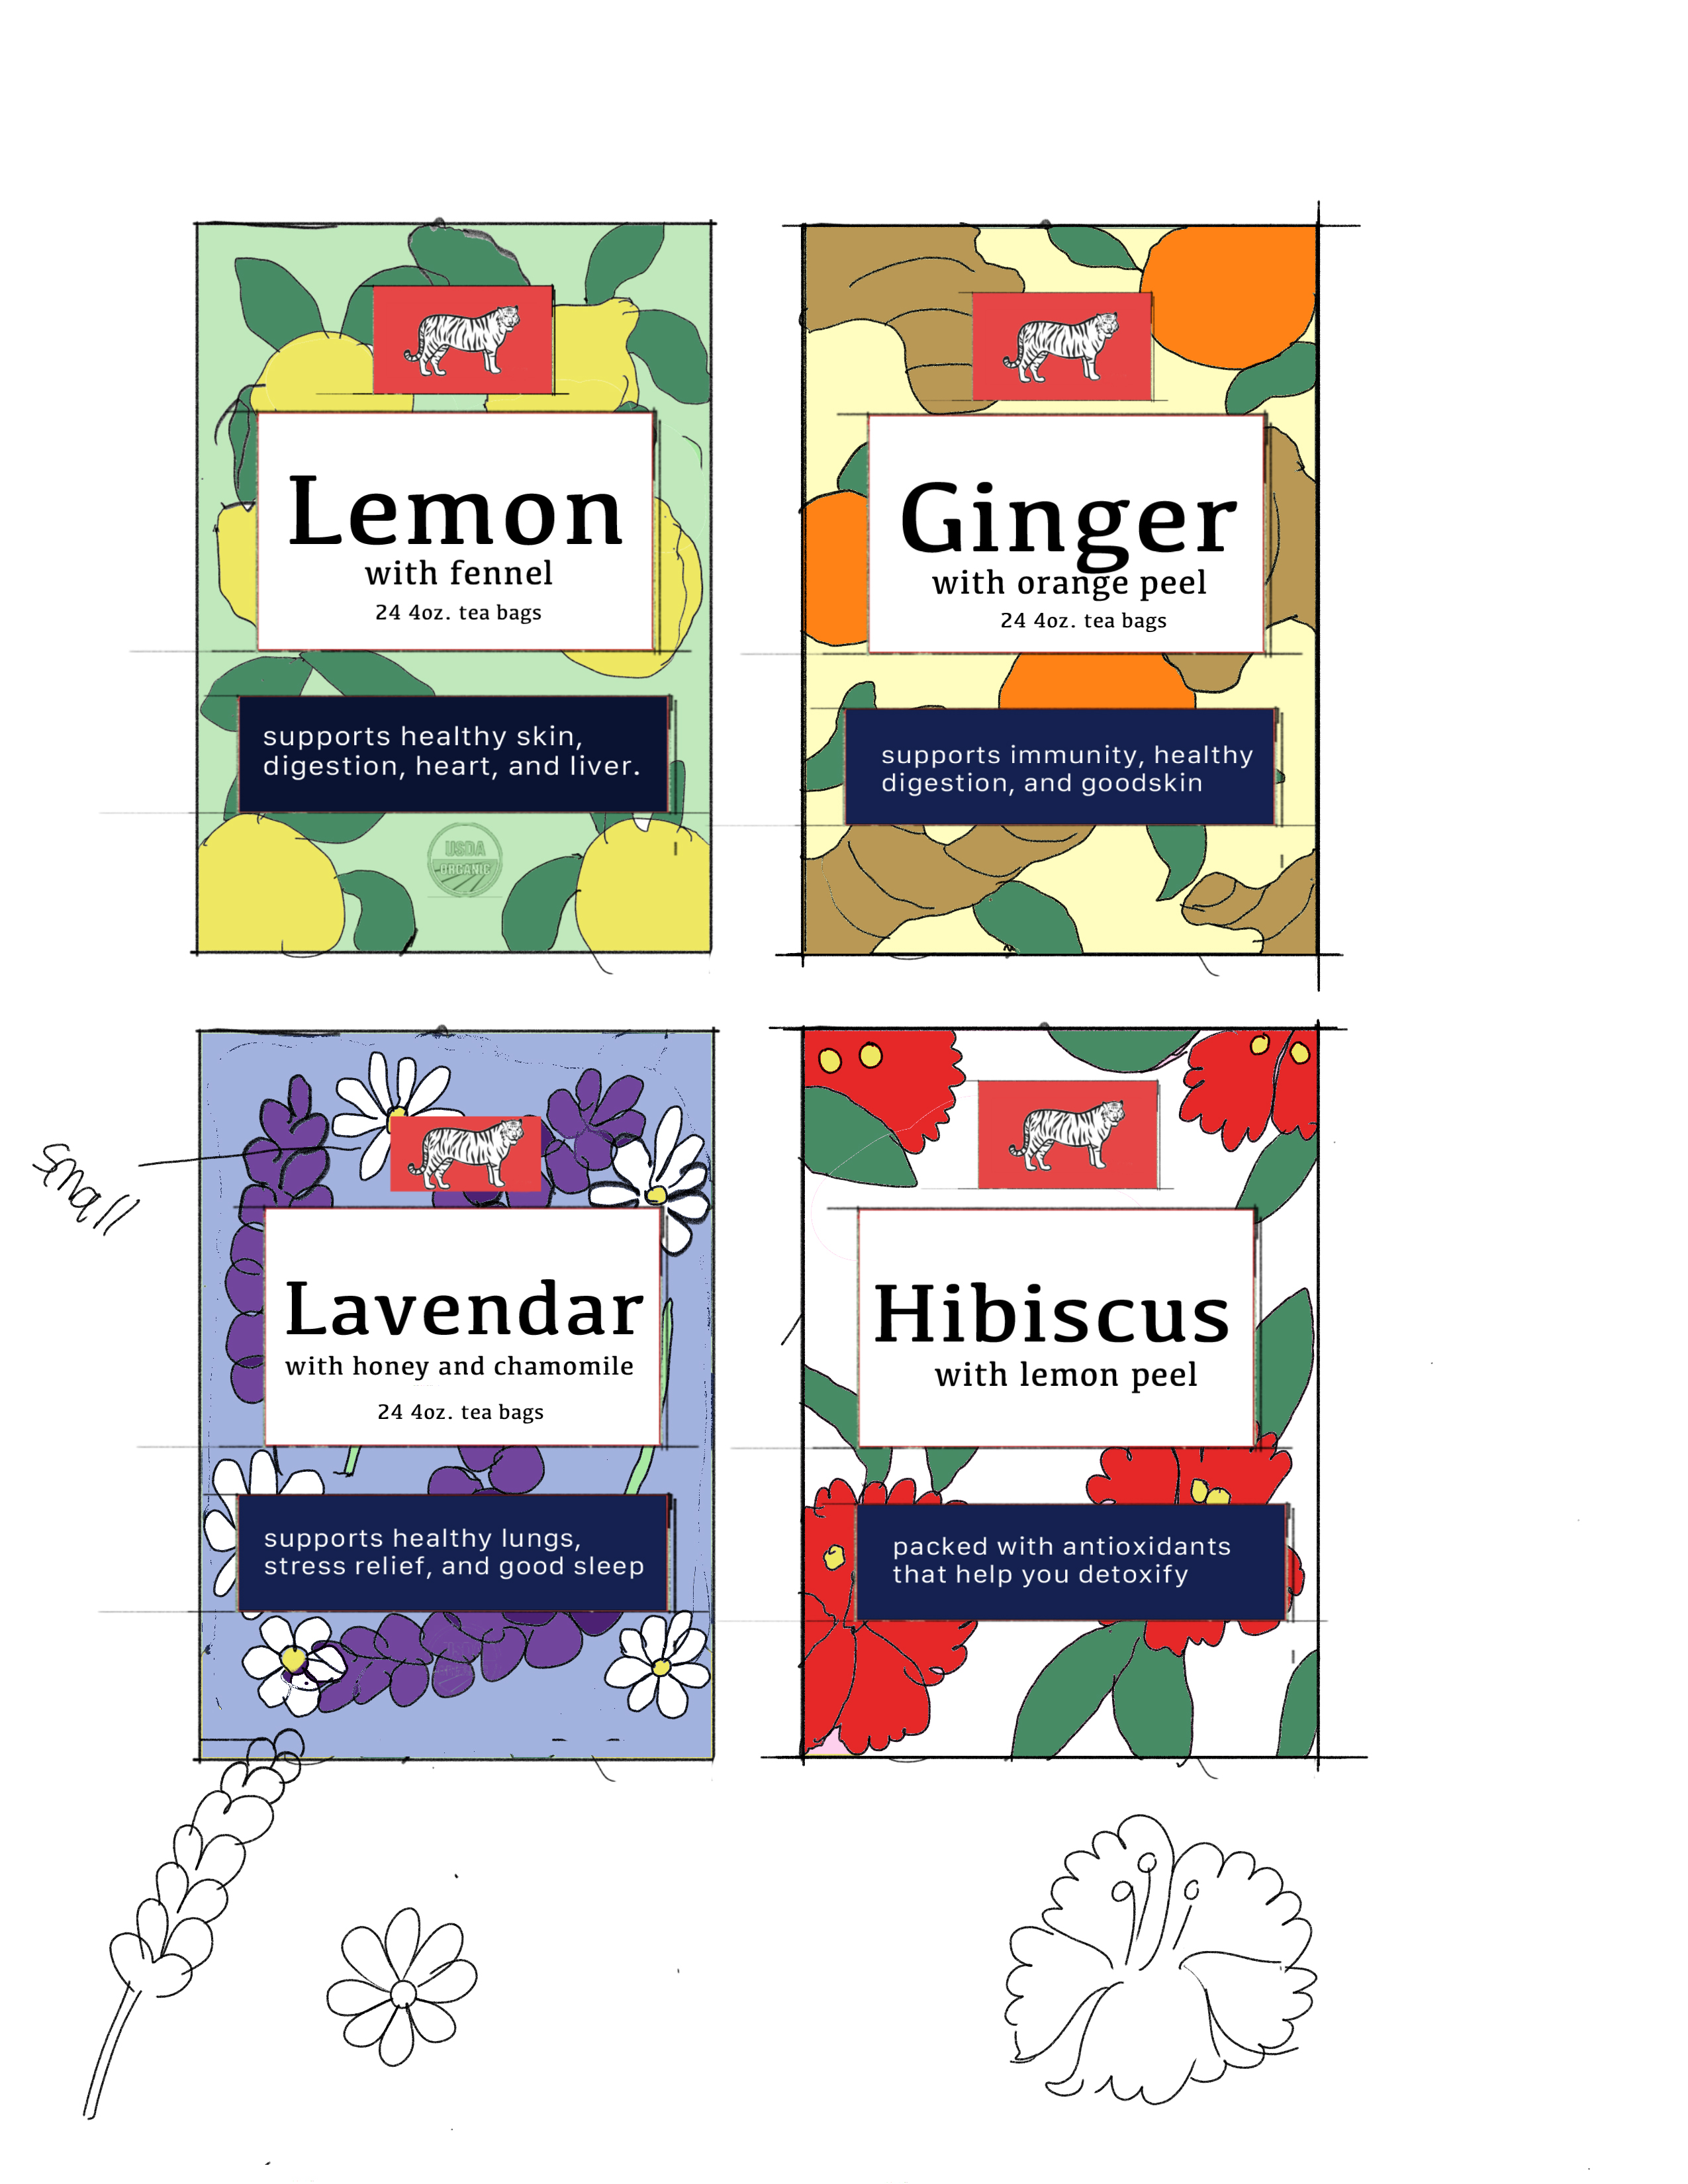 Lemon
with fennel
24 4oz. tea bags
supports healthy skin,
digestion, heart, and liver.
USDA
ORGANIC
Ginger
with orange peel
24 4oz. tea bags
supports immunity, healthy
digestion, and goodskin
small
Lavendar
with honey and chamomile
24 4oz. tea bags
supports healthy lungs,
stress relief, and good sleep
Hibiscus
with lemon peel
packed with antioxidants
that help you detoxify